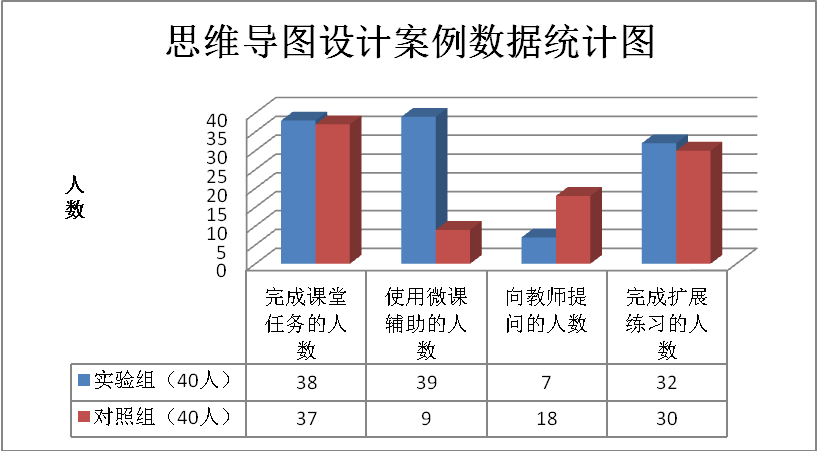 思维导图设计案例数据统计图
人
数
40
35
30
25
20
15
10
5
0
完成课堂
任务的人
数
使用微课
辅助的人
数
向教师提
问的人数
完成扩展
练习的人
数
实验组（40人） 38 39 7 32
对照组（40人） 37 9 18 30